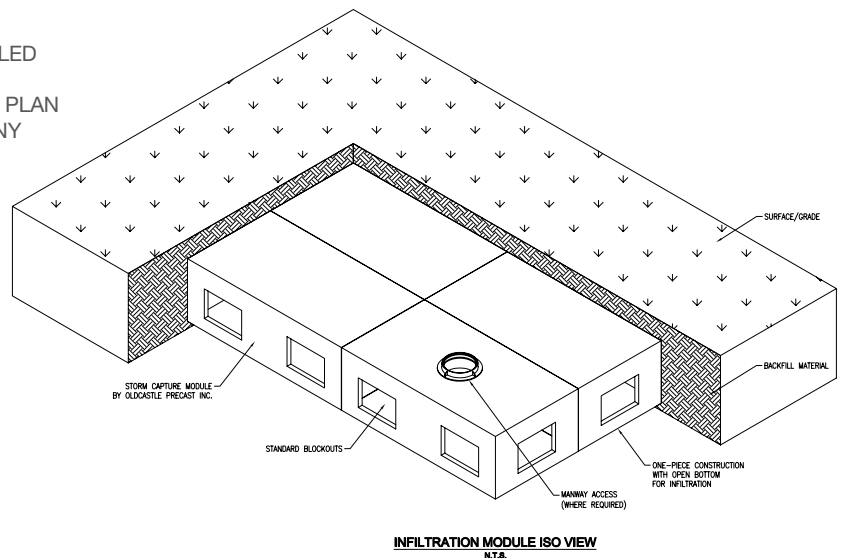 LED
PLAN
NY
SURFACE/GRADE
BACKFILL MATERIAL
STORM CAPTURE MODULE
BY OLDCASTLE PRECAST INC.
STANDARD BLOCKOUTS
ONE-PIECE CONSTRUCTION
WITH OPEN BOTTOM
FOR INFILTRATION
MANWAY ACCESS
(WHERE REQUIRED)
INFILTRATION MODULE ISO VIEW
N.T.S.